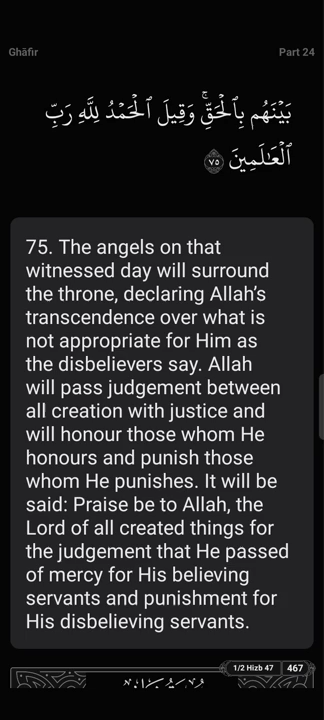 Ghāfir
Part 24
بَيْنَهُم بِٱلْحَقِّۚ وَقِيلَ ٱلْحَمْدُ لِلَّهِ رَبِّ
ٱلْعَـٰلَمِينَ ٧٥
75. The angels on that
witnessed day will surround
the throne, declaring Allah’s
transcendence over what is
not appropriate for Him as
the disbelievers say. Allah
will pass judgement between
all creation with justice and
will honour those whom He
honours and punish those
whom He punishes. It will be
said: Praise be to Allah, the
Lord of all created things for
the judgement that He passed
of mercy for His believing
servants and punishment for
His disbelieving servants.
1/2 Hizb 47
467